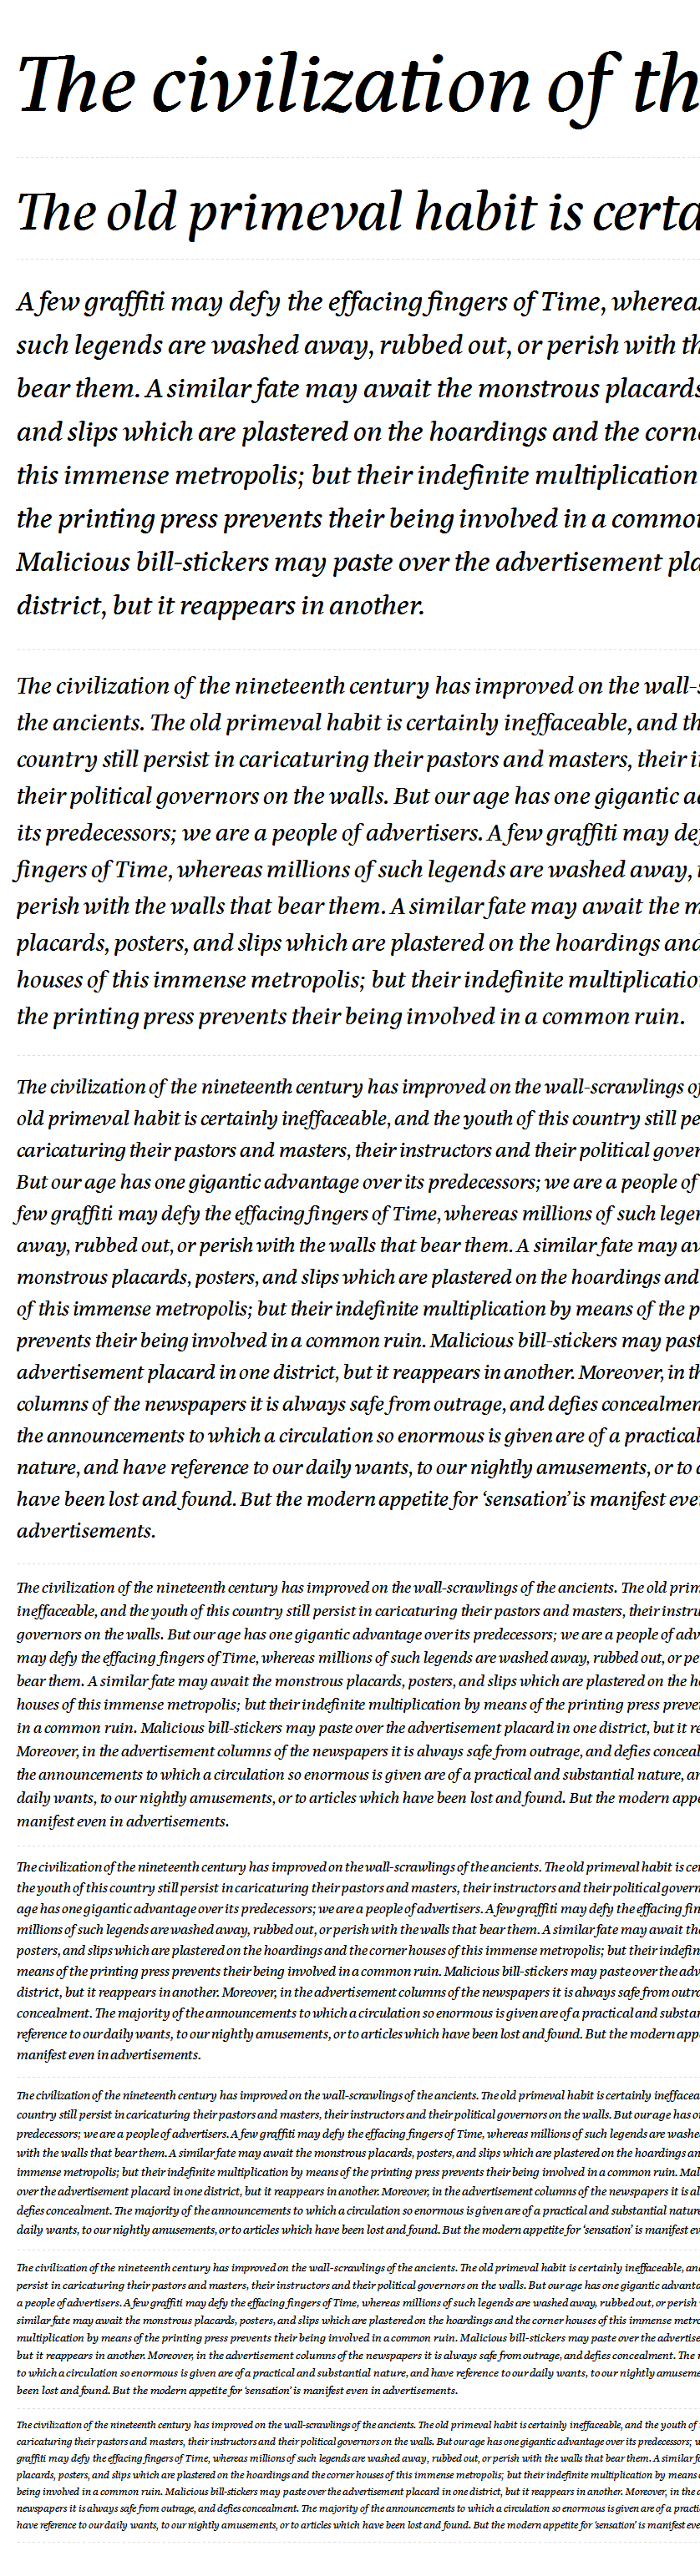 The civilization of th
The old primeval habit is certa
A few graffiti may defy the effacing fingers of Time, whereas
such legends are washed away, rubbed out, or perish with th
bear them. A similar fate may await the monstrous placards
and slips which are plastered on the hoardings and the corne
this immense metropolis; but their indefinite multiplication
the printing press prevents their being involved in a common
Malicious bill-stickers may paste over the advertisement pla
district, but it reappears in another.
The civilization of the nineteenth century has improved on the wall-s
the ancients. The old primeval habit is certainly ineffaceable, and th
country still persist in caricaturing their pastors and masters, their i
their political governors on the walls. But our age has one gigantic ad
its predecessors; we are a people of advertisers. A few graffiti may def
fingers of Time, whereas millions of such legends are washed away, r
perish with the walls that bear them. A similar fate may await the m
placards, posters, and slips which are plastered on the hoardings and
houses of this immense metropolis; but their indefinite multiplicatio
the printing press prevents their being involved in a common ruin.
The civilization of the nineteenth century has improved on the wall-scrawlings of
old primeval habit is certainly ineffaceable, and the youth of this country still pe
caricaturing their pastors and masters, their instructors and their political gover
But our age has one gigantic advantage over its predecessors; we are a people of
few graffiti may defy the effacing fingers of Time, whereas millions of such legen
away, rubbed out, or perish with the walls that bear them. A similar fate may aw
monstrous placards, posters, and slips which are plastered on the hoardings and
of this immense metropolis; but their indefinite multiplication by means of the p
prevents their being involved in a common ruin. Malicious bill-stickers may past
advertisement placard in one district, but it reappears in another. Moreover, in th
columns of the newspapers it is always safe from outrage, and defies concealmen
the announcements to which a circulation so enormous is given are of a practical
nature, and have reference to our daily wants, to our nightly amusements, or to a
have been lost and found. But the modern appetite for ‘sensation’ is manifest eve
advertisements.
The civilization of the nineteenth century has improved on the wall-scrawlings of the ancients. The old prim
ineffaceable, and the youth of this country still persist in caricaturing their pastors and masters, their instru
governors on the walls. But our age has one gigantic advantage over its predecessors; we are a people of adv
may defy the effacing fingers of Time, whereas millions of such legends are washed away, rubbed out, or pe
bear them. A similar fate may await the monstrous placards, posters, and slips which are plastered on the ho
houses of this immense metropolis; but their indefinite multiplication by means of the printing press preve
in a common ruin. Malicious bill-stickers may paste over the advertisement placard in one district, but it re
Moreover, in the advertisement columns of the newspapers it is always safe from outrage, and defies conceal
the announcements to which a circulation so enormous is given are of a practical and substantial nature, an
daily wants, to our nightly amusements, or to articles which have been lost and found. But the modern appe
manifest even in advertisements.
The civilization of the nineteenth century has improved on the wall-scrawlings of the ancients. The old primeval habit is cer
the youth of this country still persist in caricaturing their pastors and masters, their instructors and their political govern
age has one gigantic advantage over its predecessors; we are a people of advertisers. A few graffiti may defy the effacing fin
millions of such legends are washed away, rubbed out, or perish with the walls that bear them. A similar fate may await the
posters, and slips which are plastered on the hoardings and the corner houses of this immense metropolis; but their indefin
means of the printing press prevents their being involved in a common ruin. Malicious bill-stickers may paste over the adv
district, but it reappears in another. Moreover, in the advertisement columns of the newspapers it is always safe from outra
concealment. The majority of the announcements to which a circulation so enormous is given are of a practical and substan
reference to our daily wants, to our nightly amusements, or to articles which have been lost and found. But the modern app
manifest even in advertisements.
The civilization of the nineteenth century has improved on the wall-scrawlings of the ancients. The old primeval habit is certainly ineffacea
country still persist in caricaturing their pastors and masters, their instructors and their political governors on the walls. But our age has o
predecessors; we are a people of advertisers. A few graffiti may defy the effacing fingers of Time, whereas millions of such legends are washe
with the walls that bear them. A similar fate may await the monstrous placards, posters, and slips which are plastered on the hoardings an
immense metropolis; but their indefinite multiplication by means of the printing press prevents their being involved in a common ruin. Mal
over the advertisement placard in one district, but it reappears in another. Moreover, in the advertisement columns of the newspapers it is al
defies concealment. The majority of the announcements to which a circulation so enormous is given are of a practical and substantial nature
daily wants, to our nightly amusements, or to articles which have been lost and found. But the modern appetite for ‘sensation’ is manifest ev
The civilization of the nineteenth century has improved on the wall-scrawlings of the ancients. The old primeval habit is certainly ineffaceable, and
persist in caricaturing their pastors and masters, their instructors and their political governors on the walls. But our age has one gigantic advanta
a people of advertisers. A few graffiti may defy the effacing fingers of Time, whereas millions of such legends are washed away, rubbed out, or perish
similar fate may await the monstrous placards, posters, and slips which are plastered on the hoardings and the corner houses of this immense metro
multiplication by means of the printing press prevents their being involved in a common ruin. Malicious bill-stickers may paste over the advertise
but it reappears in another. Moreover, in the advertisement columns of the newspapers it is always safe from outrage, and defies concealment. The m
to which a circulation so enormous is given are of a practical and substantial nature, and have reference to our daily wants, to our nightly amuseme
been lost and found. But the modern appetite for ‘sensation’ is manifest even in advertisements.
The civilization of the nineteenth century has improved on the wall-scrawlings of the ancients. The old primeval habit is certainly ineffaceable, and the youth of
caricaturing their pastors and masters, their instructors and their political governors on the walls. But our age has one gigantic advantage over its predecessors; w
graffiti may defy the effacing fingers of Time, whereas millions of such legends are washed away, rubbed out, or perish with the walls that bear them. A similar fa
placards, posters, and slips which are plastered on the hoardings and the corner houses of this immense metropolis; but their indefinite multiplication by means
being involved in a common ruin. Malicious bill-stickers may paste over the advertisement placard in one district, but it reappears in another. Moreover, in the a
newspapers it is always safe from outrage, and defies concealment. The majority of the announcements to which a circulation so enormous is given are of a practi
have reference to our daily wants, to our nightly amusements, or to articles which have been lost and found. But the modern appetite for ‘sensation’ is manifest eve